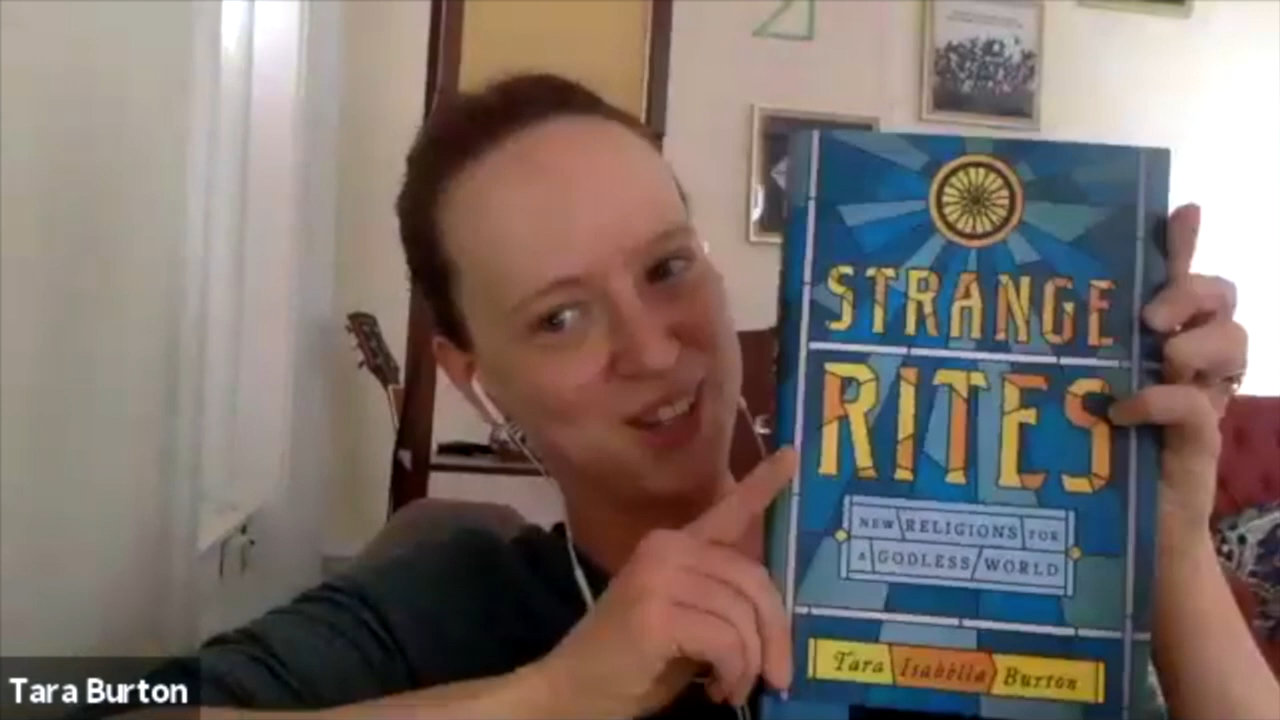 STRANGE
RITES
NEW RELIGIONS FOR
A GODLESS WORLD
Tara Isabella Burton
Tara Burton